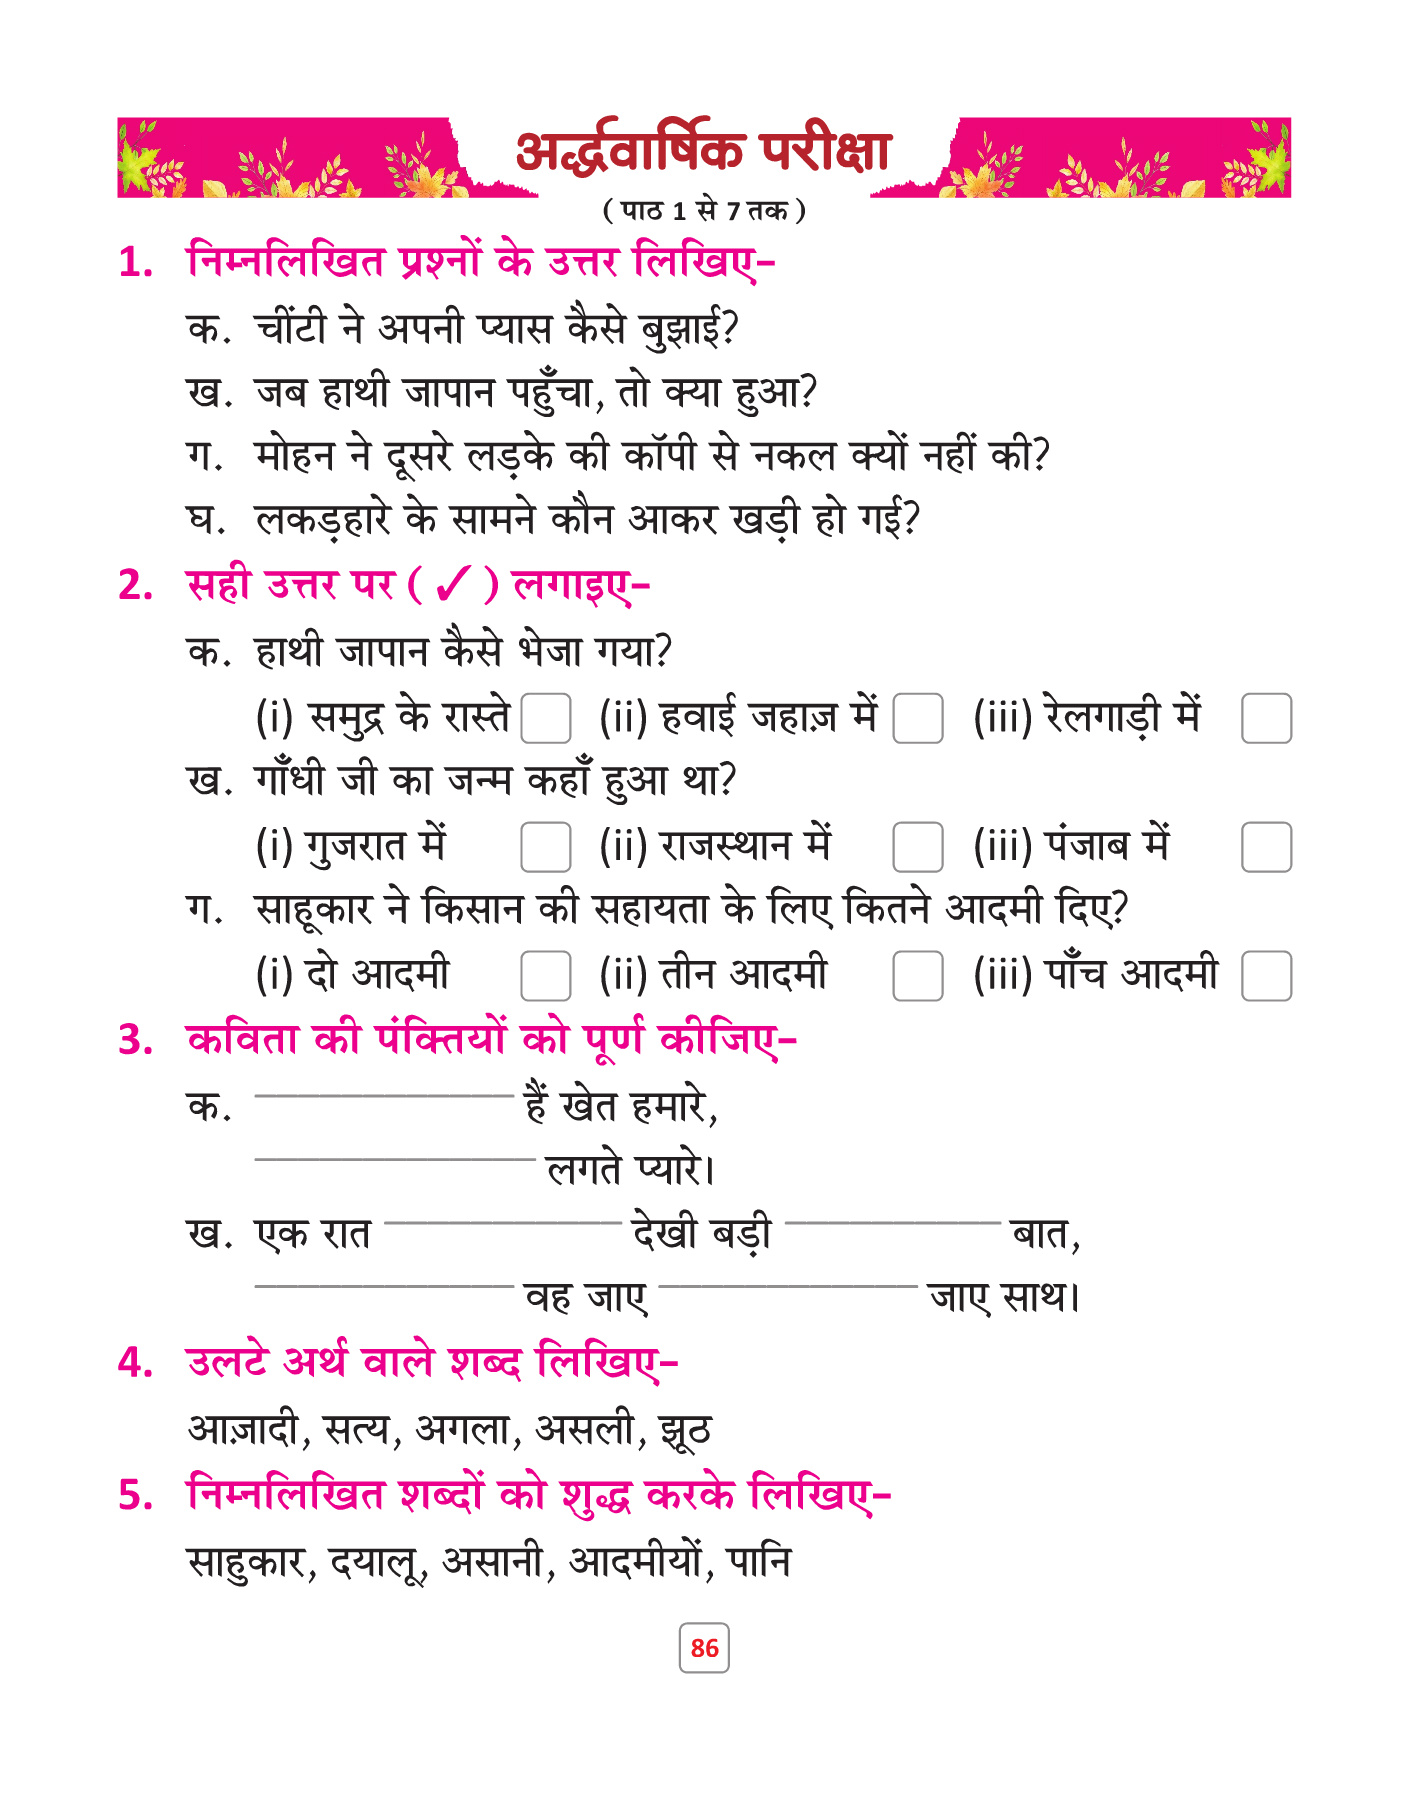 अर्द्धवार्षिक परीक्षा
( पाठ 1 से 7 तक )
1. निम्नलिखित प्रश्नों के उत्तर लिखिए–
क. चींटी ने अपनी प्यास कैसे बुझाई?
ख. जब हाथी जापान पहुँचा, तो क्या हुआ?
ग. मोहन ने दूसरे लड़के की कॉपी से नकल क्यों नहीं की?
घ. लकड़हारे के सामने कौन आकर खड़ी हो गई?
2. सही उत्तर पर ( ✓ ) लगाइए–
क. हाथी जापान कैसे भेजा गया?
(i) समुद्र के रास्ते (ii) हवाई जहाज़ में (iii) रेलगाड़ी में
ख. गाँधी जी का जन्म कहाँ हुआ था?
(i) गुजरात में (ii) राजस्थान में (iii) पंजाब में
ग. साहूकार ने किसान की सहायता के लिए कितने आदमी दिए?
(i) दो आदमी (ii) तीन आदमी (iii) पाँच आदमी
3. कविता की पंक्तियों को पूर्ण कीजिए–
क. ____________ हैं खेत हमारे,
____________ लगते प्यारे।
ख. एक रात ____________ देखी बड़ी ____________ बात,
____________ वह जाए ____________ जाए साथ।
4. उलटे अर्थ वाले शब्द लिखिए–
आज़ादी, सत्य, अगला, असली, झूठ
5. निम्नलिखित शब्दों को शुद्ध करके लिखिए–
साहुकार, दयालू, असानी, आदमीयों, पानि
86